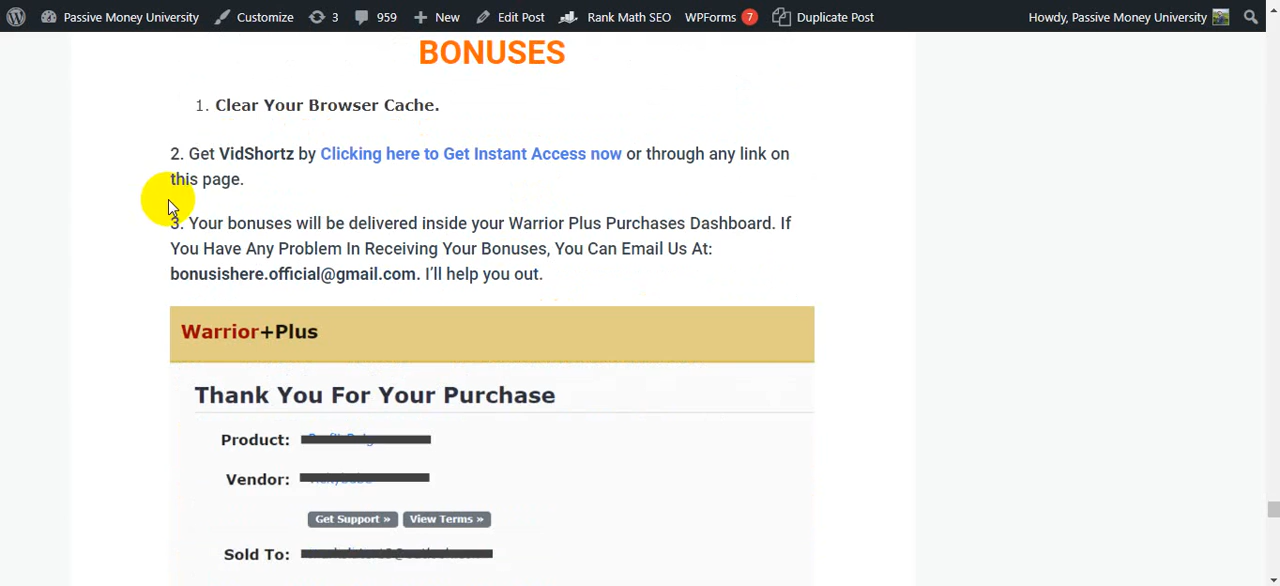 Passive Money University Customize 3 959 New Edit Post Rank Math SEO WPForms 7 Duplicate Post Howdy, Passive Money University
BONUSES
1. Clear Your Browser Cache.
2. Get VidShortz by Clicking here to Get Instant Access now or through any link on
this page.
3. Your bonuses will be delivered inside your Warrior Plus Purchases Dashboard. If
You Have Any Problem In Receiving Your Bonuses, You Can Email Us At:
bonusishere.official@gmail.com. I’ll help you out.
Warrior+Plus
Thank You For Your Purchase
Product:
Vendor:
Get Support » View Terms »
Sold To: